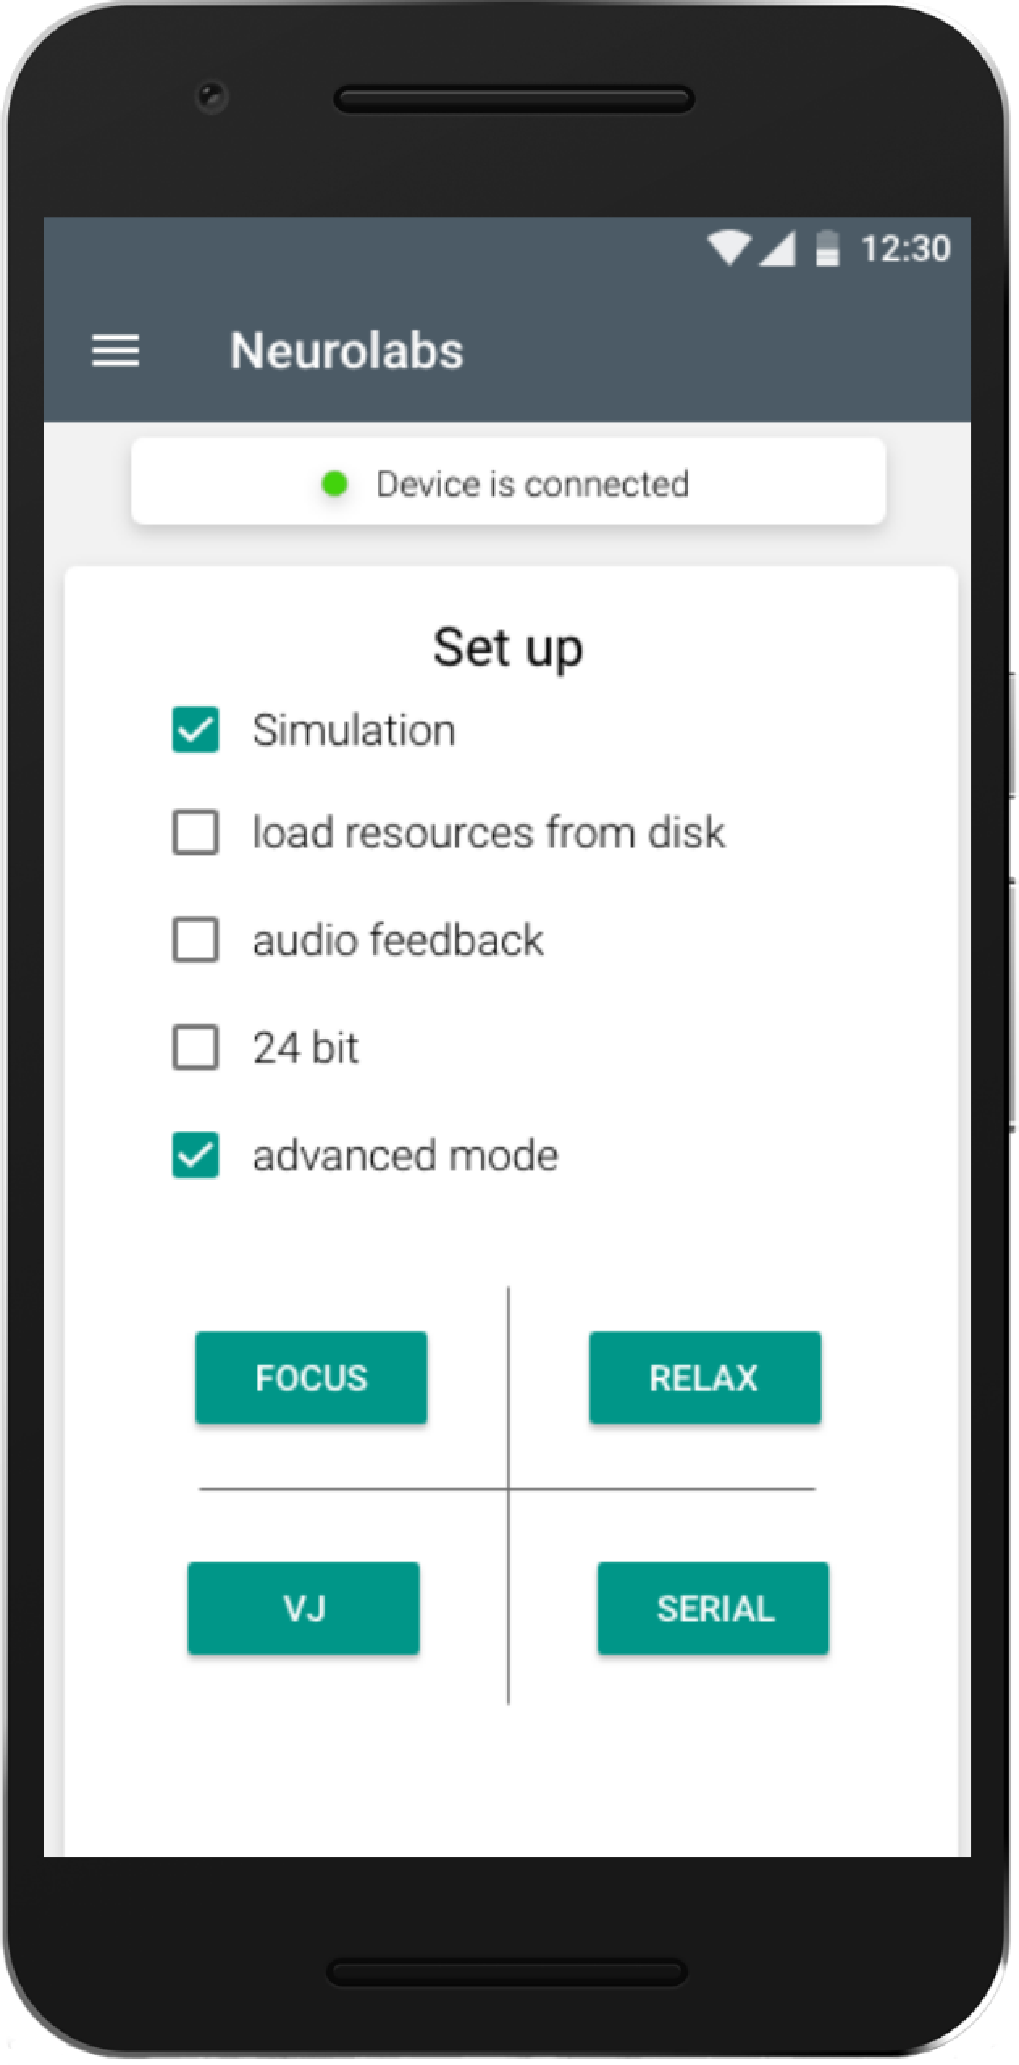 12:30
Neurolabs
Device is connected
Set up
Simulation
load resources from disk
audio feedback
24 bit
advanced mode
FOCUS
RELAX
VJ
SERIAL